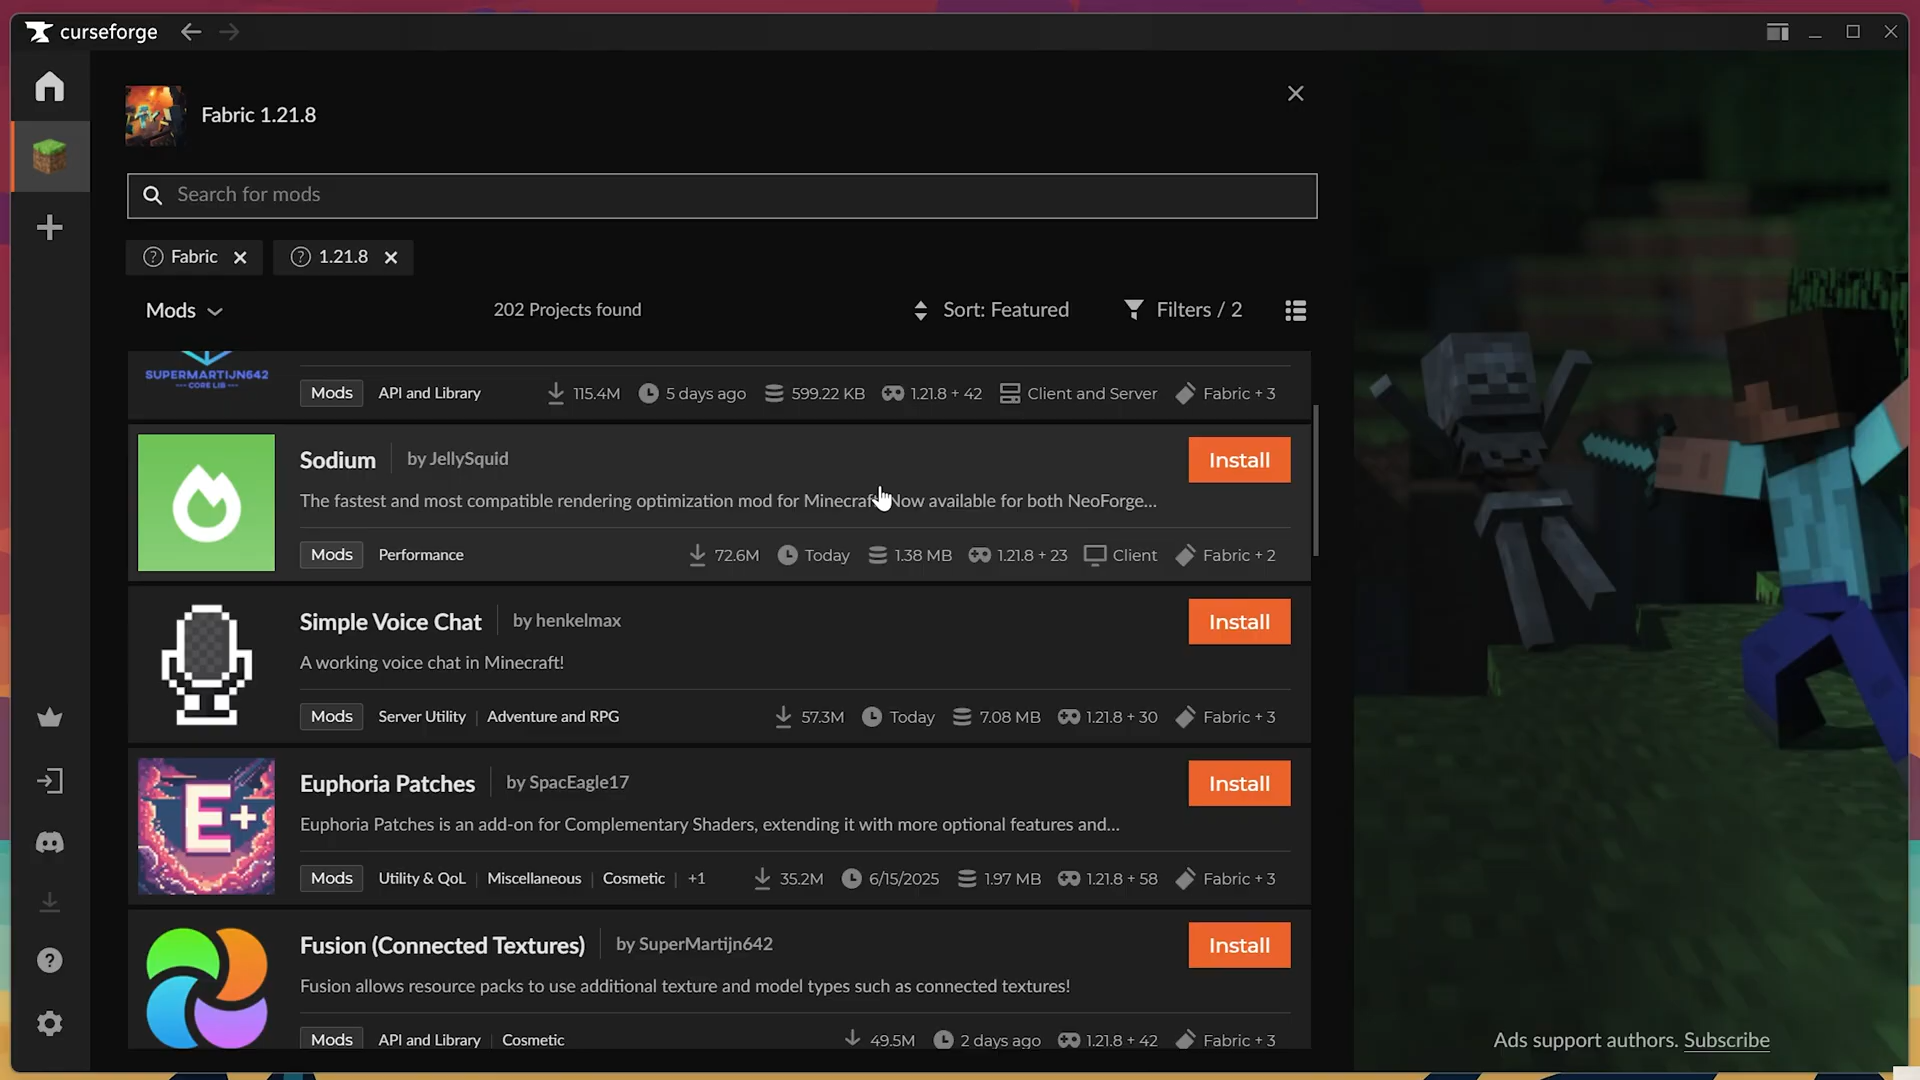 curseforge
Fabric 1.21.8
Search for mods
Fabric
1.21.8
Mods
202 Projects found
Sort: Featured
Filters / 2
SUPERMARTIJN642
CORE LIB
Mods API and Library 115.4M 5 days ago 599.22 KB 1.21.8 + 42 Client and Server Fabric + 3
Sodium by JellySquid Install
The fastest and most compatible rendering optimization mod for Minecraf Now available for both NeoForge...
Mods Performance 72.6M Today 1.38 MB 1.21.8 + 23 Client Fabric + 2
Simple Voice Chat by henkelmax Install
A working voice chat in Minecraft!
Mods Server Utility Adventure and RPG 57.3M Today 7.08 MB 1.21.8 + 30 Fabric + 3
E+
Euphoria Patches by SpacEagle17 Install
Euphoria Patches is an add-on for Complementary Shaders, extending it with more optional features and...
Mods Utility & QoL Miscellaneous Cosmetic +1 35.2M 6/15/2025 1.97 MB 1.21.8 + 58 Fabric + 3
Fusion (Connected Textures) by SuperMartijn642 Install
Fusion allows resource packs to use additional texture and model types such as connected textures!
Mods API and Library Cosmetic 49.5M 2 days ago 1.21.8 + 42 Fabric + 3
Ads support authors. Subscribe